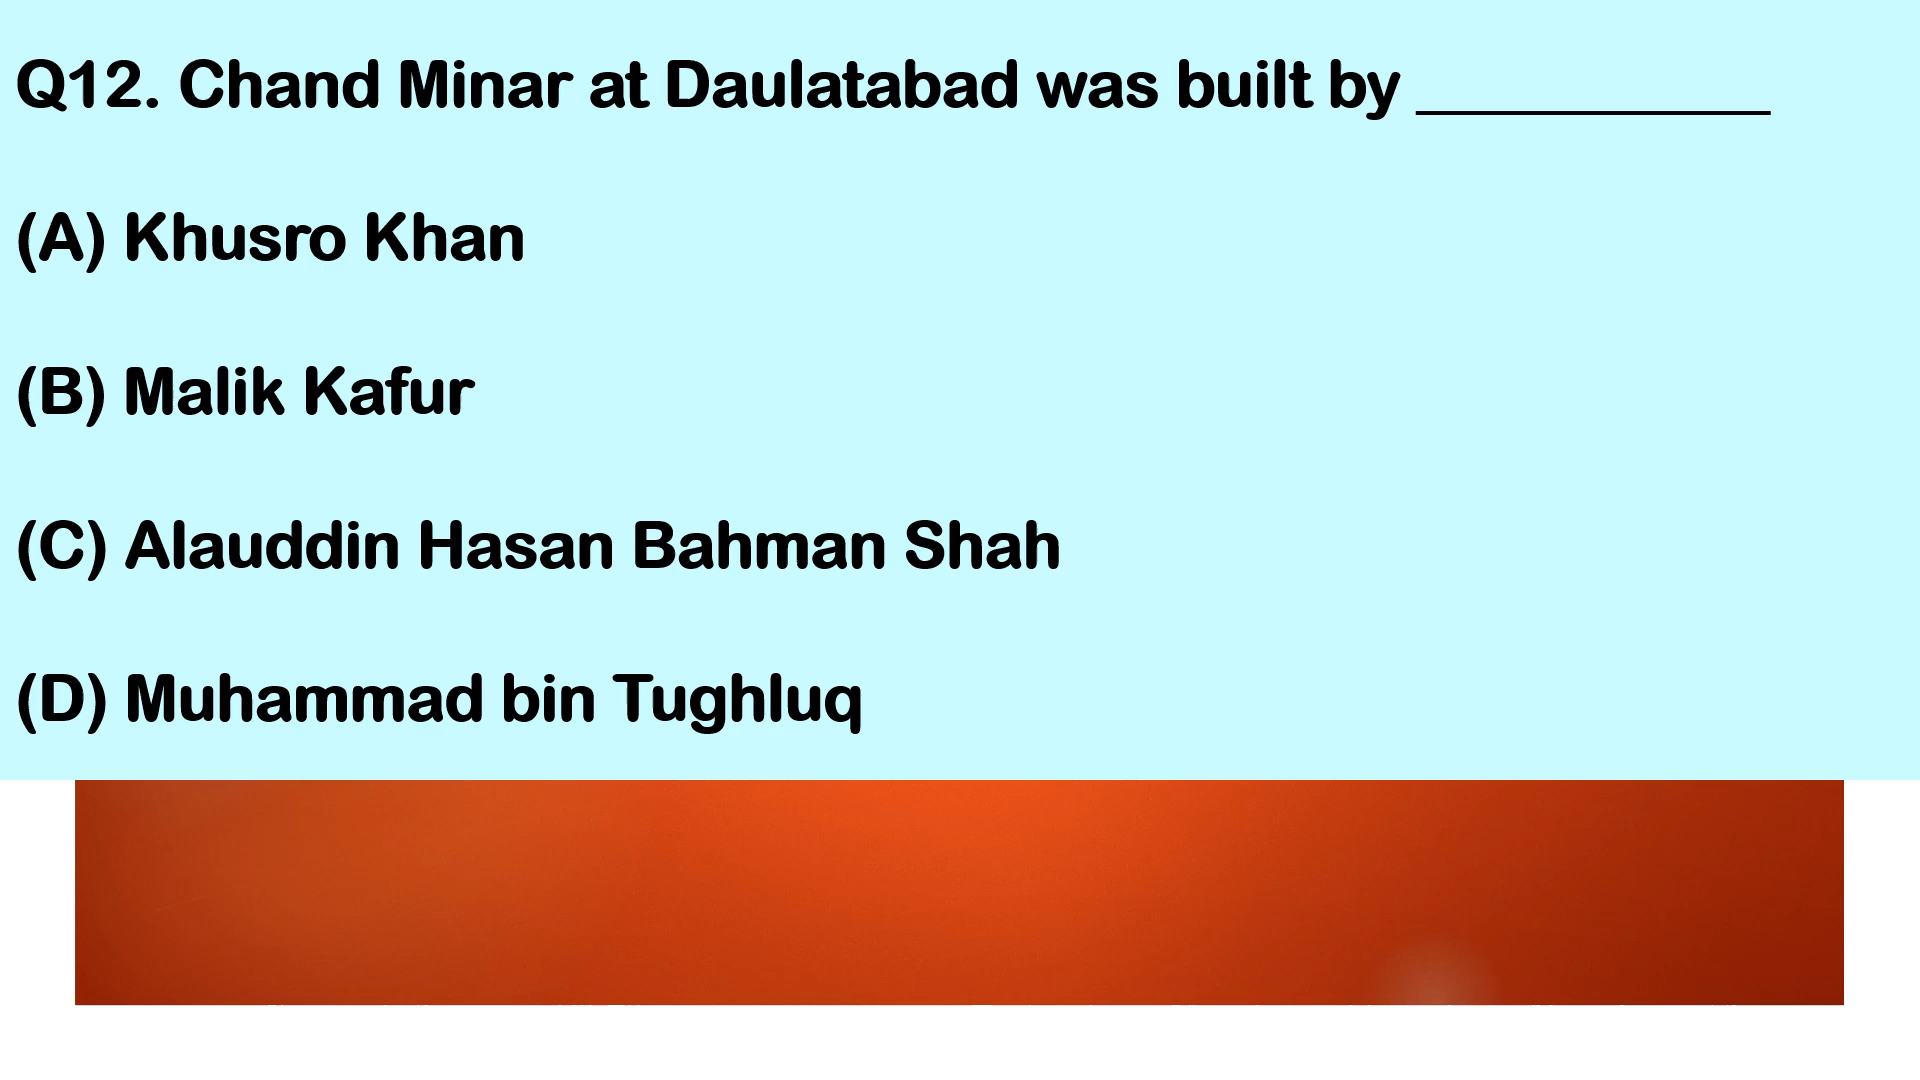 Q12. Chand Minar at Daulatabad was built by ____________
(A) Khusro Khan
(B) Malik Kafur
(C) Alauddin Hasan Bahman Shah
(D) Muhammad bin Tughluq